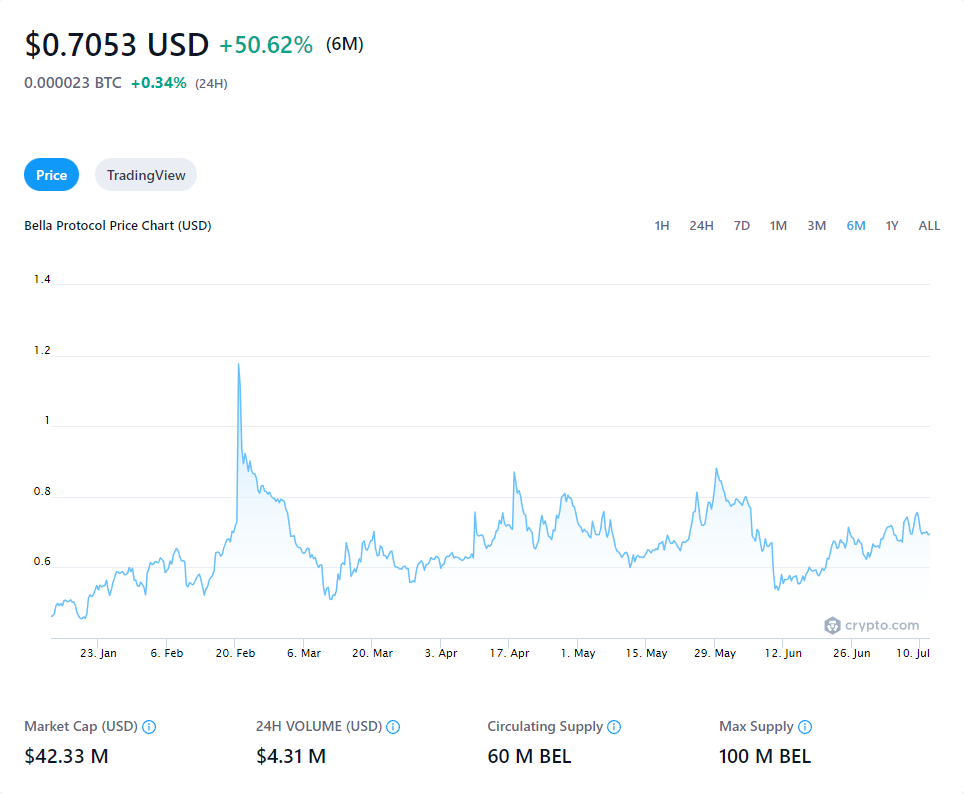 $0.7053 USD +50.62% (6M)
0.000023 BTC +0.34% (24H)
Price TradingView
Bella Protocol Price Chart (USD) 1H 24H 7D 1M 3M 6M 1Y ALL
1.4
1.2
1
0.8
0.6
crypto.com
23. Jan 6. Feb 20. Feb 6. Mar 20. Mar 3. Apr 17. Apr 1. May 15. May 29. May 12. Jun 26. Jun 10. Jul
Market Cap (USD) 24H VOLUME (USD) Circulating Supply Max Supply
$42.33 M $4.31 M 60 M BEL 100 M BEL